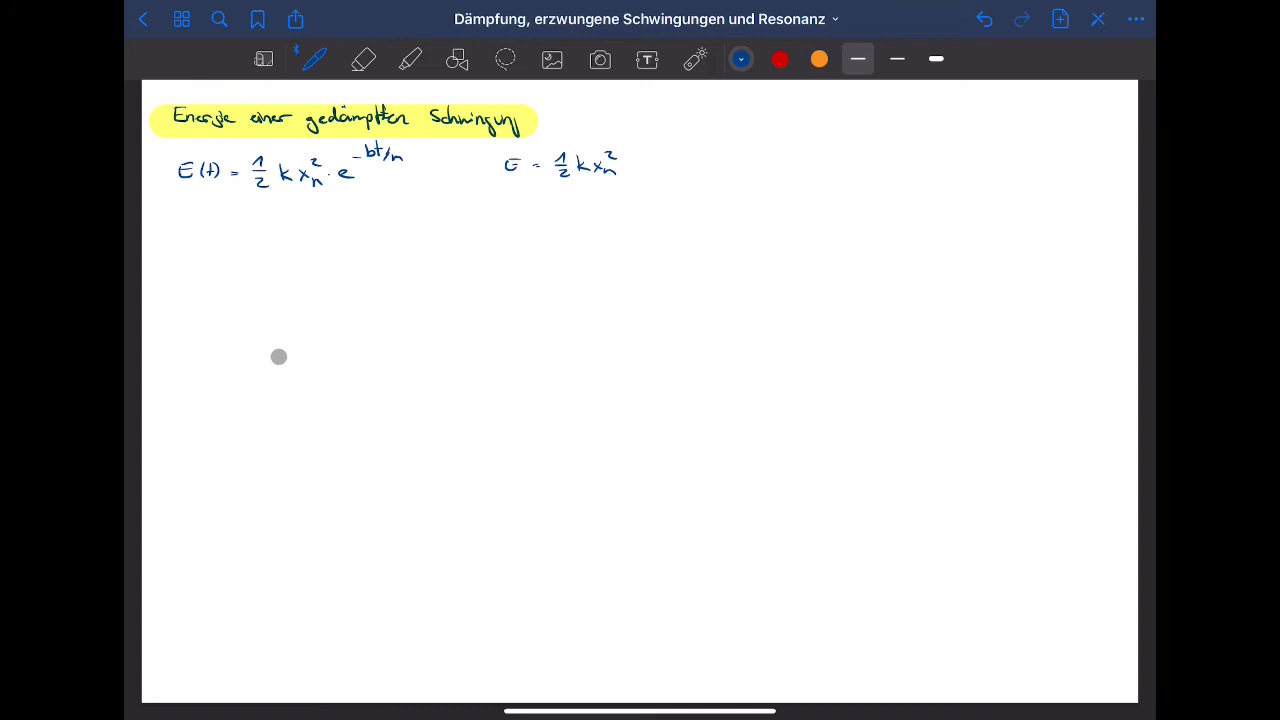 Dämpfung, erzwungene Schwingungen und Resonanz
Energie einer gedämpften Schwingung
E(t) = 1/2 k x_m^2 · e^(-bt/m)
E = 1/2 k x_m^2